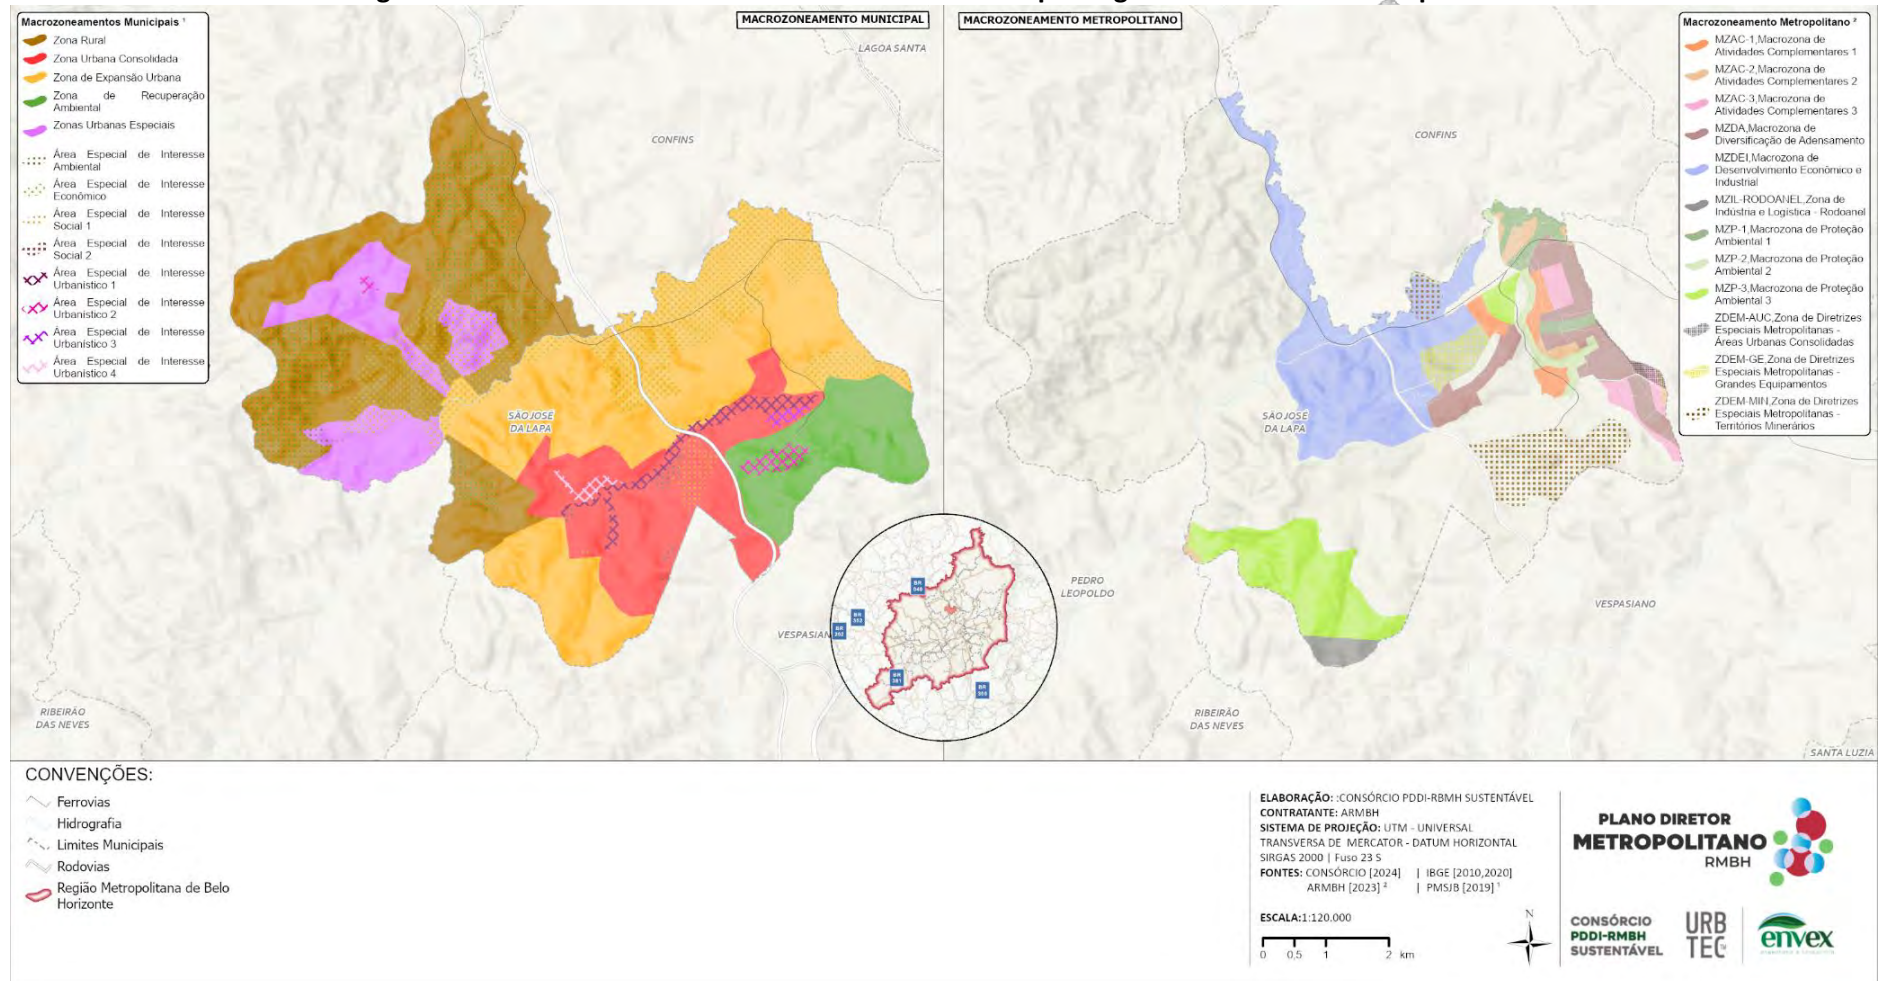 MACROZONEAMENTO MUNICIPAL
MACROZONEAMENTO METROPOLITANO
Macrozoneamentos Municipais ¹
Zona Rural
Zona Urbana Consolidada
Zona de Expansão Urbana
Zona de Recuperação
Ambiental
Zonas Urbanas Especiais
Área Especial de Interesse
Ambiental
Área Especial de Interesse
Econômico
Área Especial de Interesse
Social 1
Área Especial de Interesse
Social 2
Área Especial de Interesse
Urbanístico 1
Área Especial de Interesse
Urbanístico 2
Área Especial de Interesse
Urbanístico 3
Área Especial de Interesse
Urbanístico 4
LAGOA SANTA
CONFINS
SÃO JOSÉ
DA LAPA
VESPASIAN
RIBEIRÃO
DAS NEVES
BR
BR
BR
BR
381
BR
CONFINS
SÃO JOSÉ
DA LAPA
PEDRO
LEOPOLDO
VESPASIANO
RIBEIRÃO
DAS NEVES
SANTA LUZIA
Macrozoneamento Metropolitano ²
MZAC-1,Macrozona de
Atividades Complementares 1
MZAC-2,Macrozona de
Atividades Complementares 2
MZAC-3,Macrozona de
Atividades Complementares 3
MZDA,Macrozona de
Diversificação de Adensamento
MZDEI,Macrozona de
Desenvolvimento Econômico e
Industrial
MZIL-RODOANEL,Zona de
Indústria e Logística - Rodoanel
MZP-1,Macrozona de Proteção
Ambiental 1
MZP-2,Macrozona de Proteção
Ambiental 2
MZP-3,Macrozona de Proteção
Ambiental 3
ZDEM-AUC,Zona de Diretrizes
Especiais Metropolitanas -
Áreas Urbanas Consolidadas
ZDEM-GE,Zona de Diretrizes
Especiais Metropolitanas -
Grandes Equipamentos
ZDEM-MIN,Zona de Diretrizes
Especiais Metropolitanas -
Territórios Minerários
CONVENÇÕES:
Ferrovias
Hidrografia
Limites Municipais
Rodovias
Região Metropolitana de Belo
Horizonte
ELABORAÇÃO: :CONSÓRCIO PDDI-RBMH SUSTENTÁVEL
CONTRATANTE: ARMBH
SISTEMA DE PROJEÇÃO: UTM - UNIVERSAL
TRANSVERSA DE MERCATOR - DATUM HORIZONTAL
SIRGAS 2000 | Fuso 23 S
FONTES: CONSÓRCIO [2024] | IBGE [2010,2020]
ARMBH [2023] ² | PMSJB [2019] ¹
ESCALA:1:120.000
0 0,5 1 2 km
N
PLANO DIRETOR
METROPOLITANO
RMBH
CONSÓRCIO
PDDI-RMBH
SUSTENTÁVEL
URB
TEC
envex